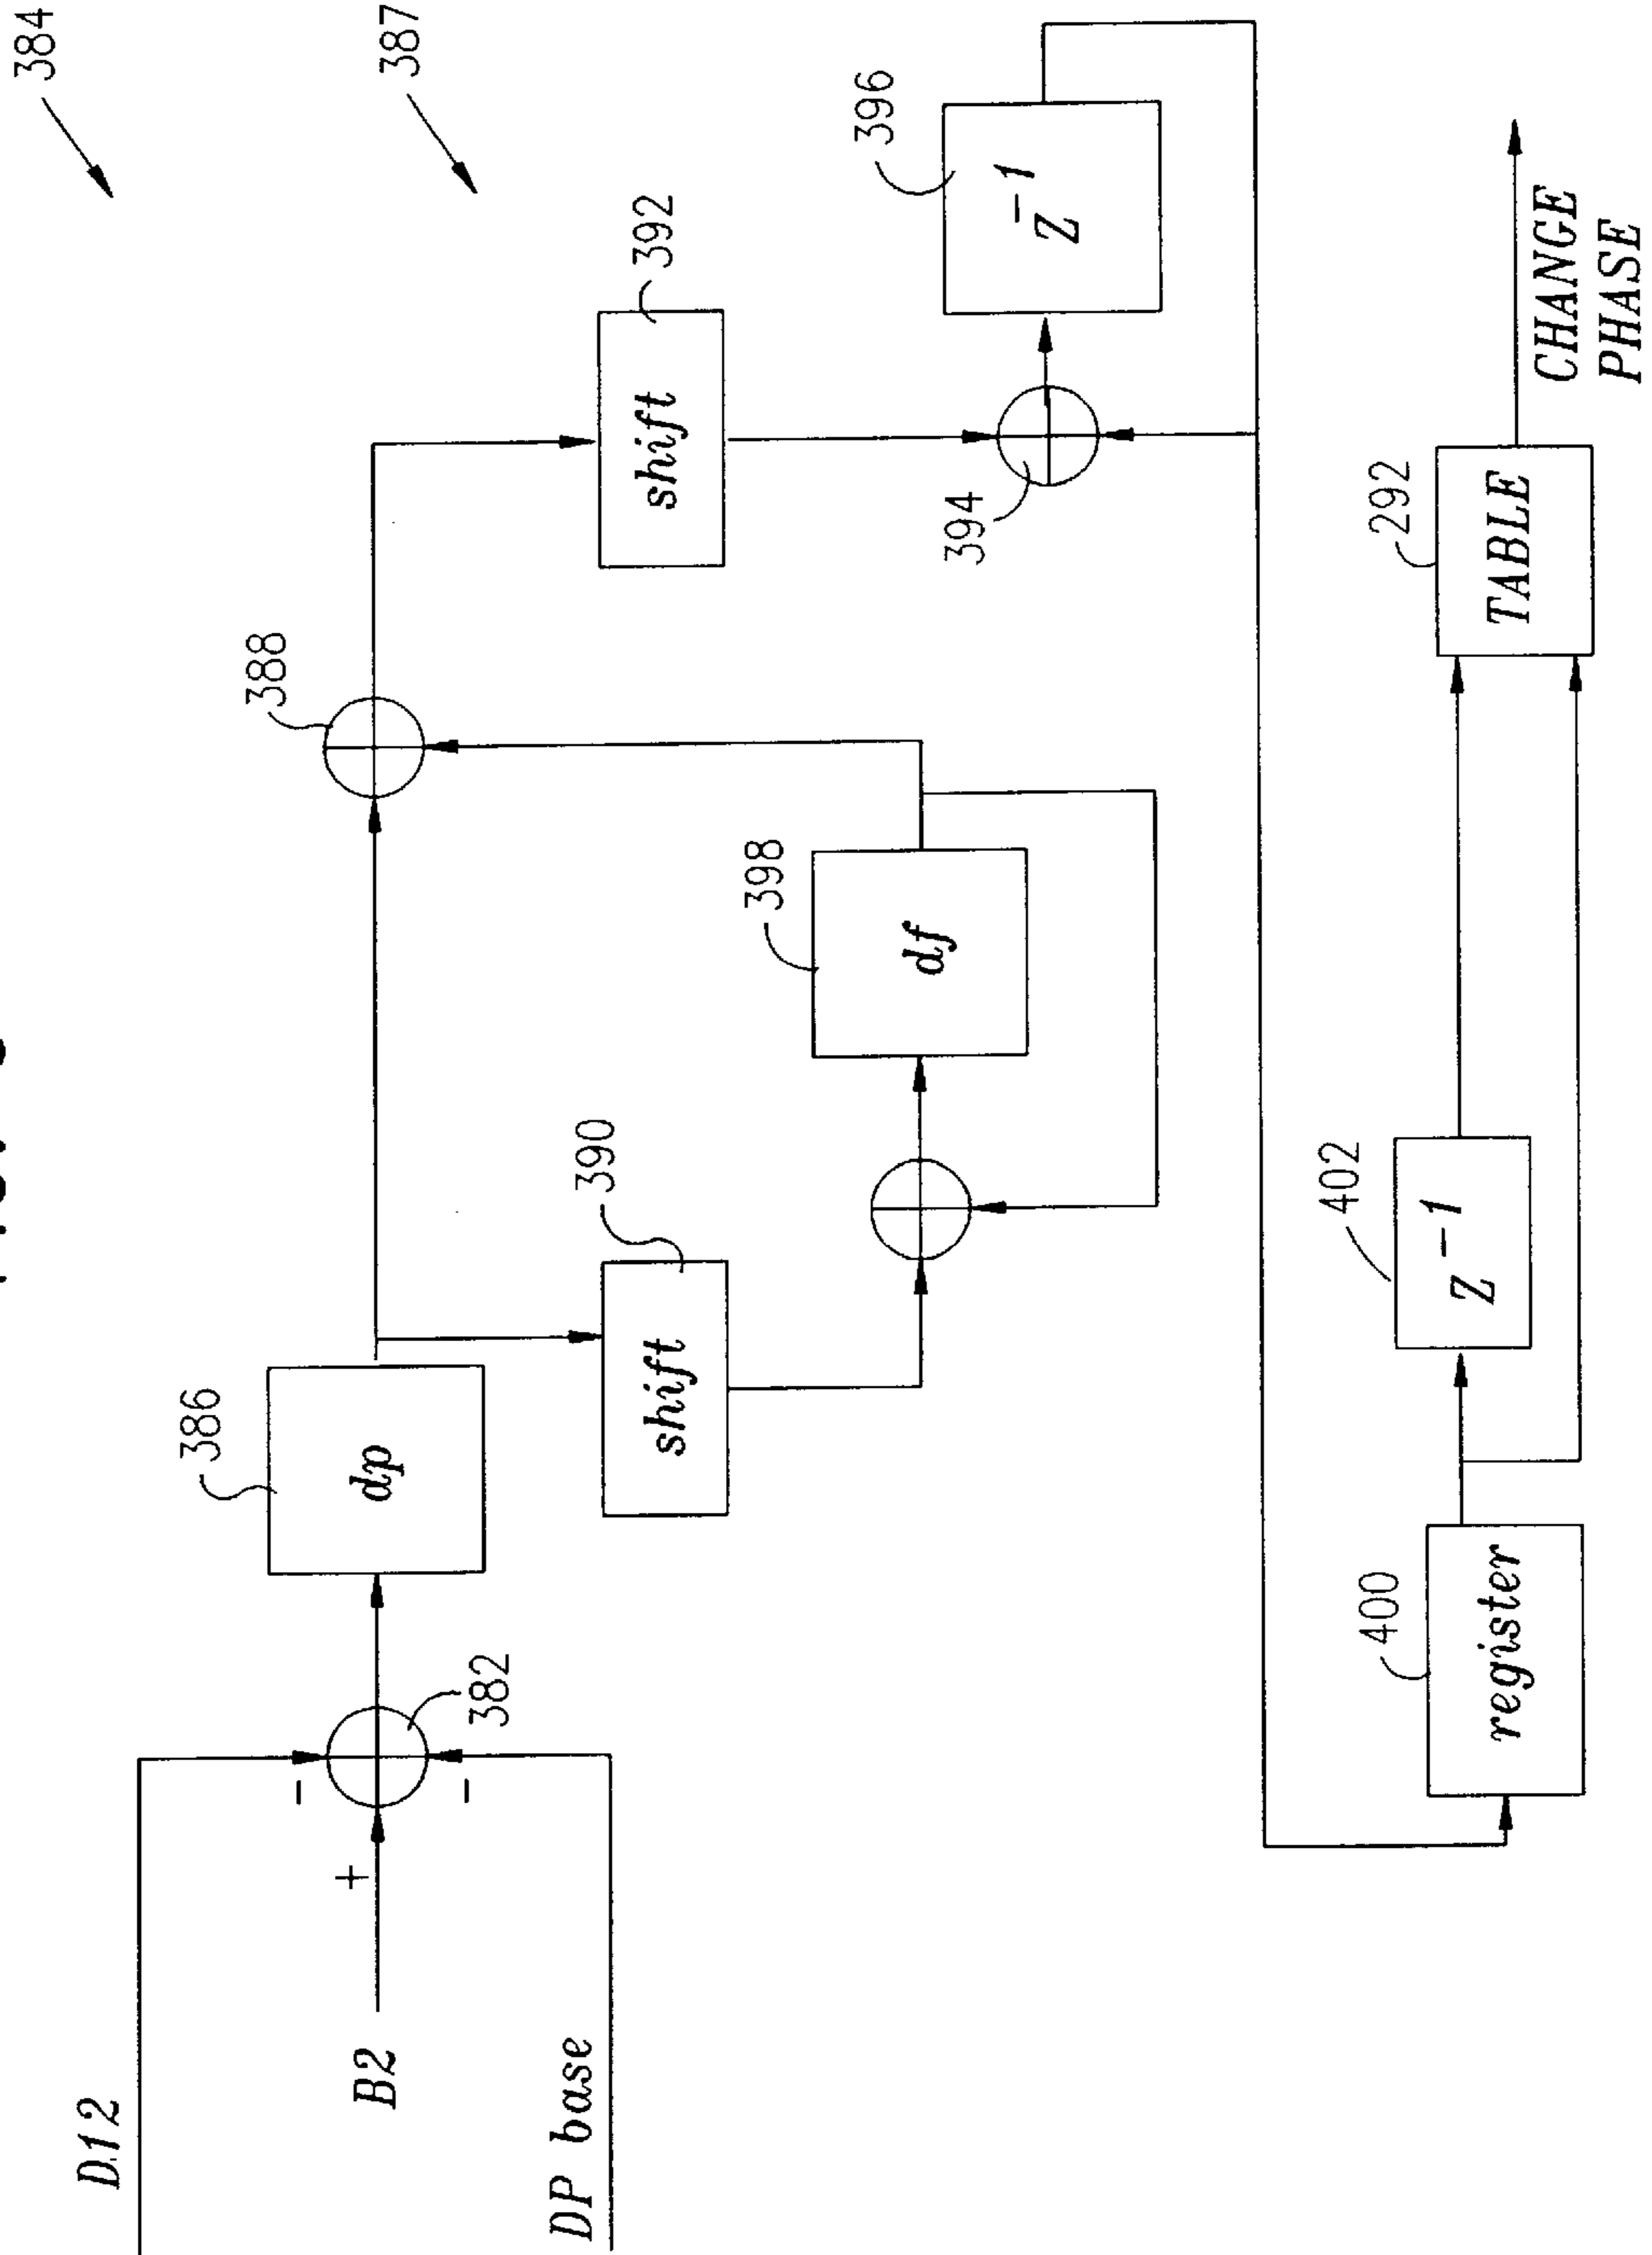 384
387
D12
B2
DP base
+
-
-
382
386
dp
390
shift
388
398
df
392
shift
394
396
Z⁻¹
400
register
402
Z⁻¹
292
TABLE
CHANGE
PHASE